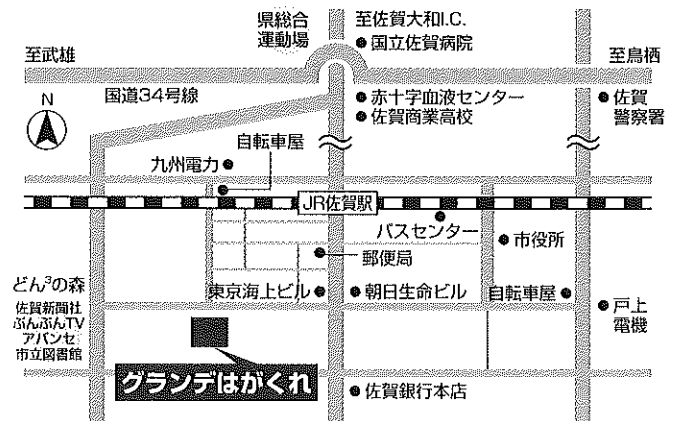 県総合
運動場
至佐賀大和I.C.
国立佐賀病院
至武雄
至鳥栖
国道34号線
N
赤十字血液センター
佐賀商業高校
佐賀
警察署
自転車屋
九州電力
JR佐賀駅
バスセンター
市役所
郵便局
どん³の森
佐賀新聞社
ぶんぶんTV
アバンセ
市立図書館
東京海上ビル
朝日生命ビル
自転車屋
戸上
電機
グランデはがくれ
佐賀銀行本店